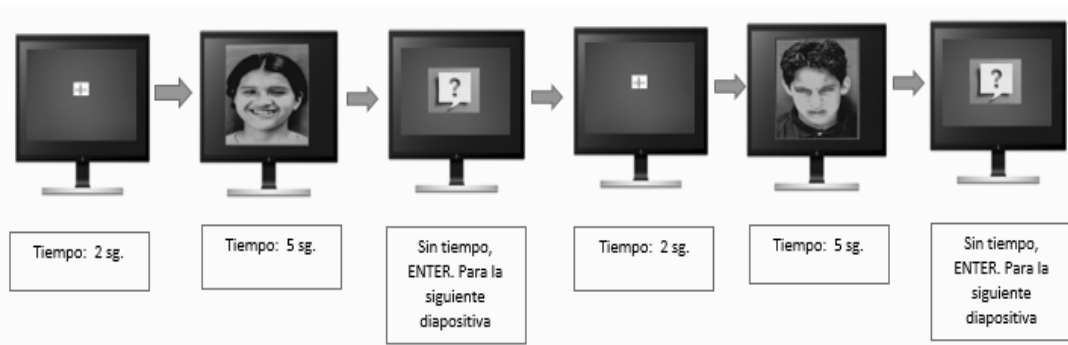 ?
?
Tiempo: 2 sg.
Tiempo: 5 sg.
Sin tiempo,
ENTER. Para la
siguiente
diapositiva
Tiempo: 2 sg.
Tiempo: 5 sg.
Sin tiempo,
ENTER. Para la
siguiente
diapositiva